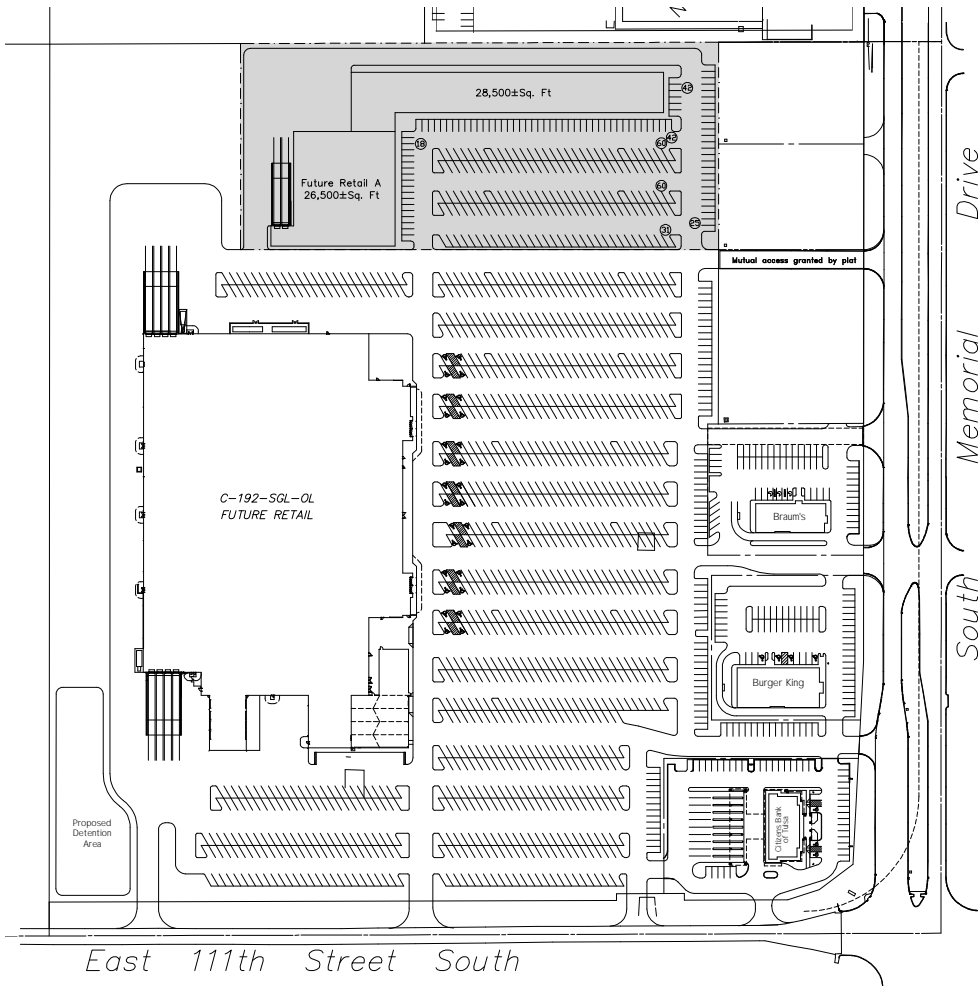 N
28,500±Sq. Ft
42
42
18
60
Future Retail A
26,500±Sq. Ft
60
25
31
Mutual access granted by plat
Drive
Memorial
South
C-192-SGL-OL
FUTURE RETAIL
Braum's
Burger King
Citizens Bank
of Tulsa
Proposed
Detention
Area
East 111th Street South